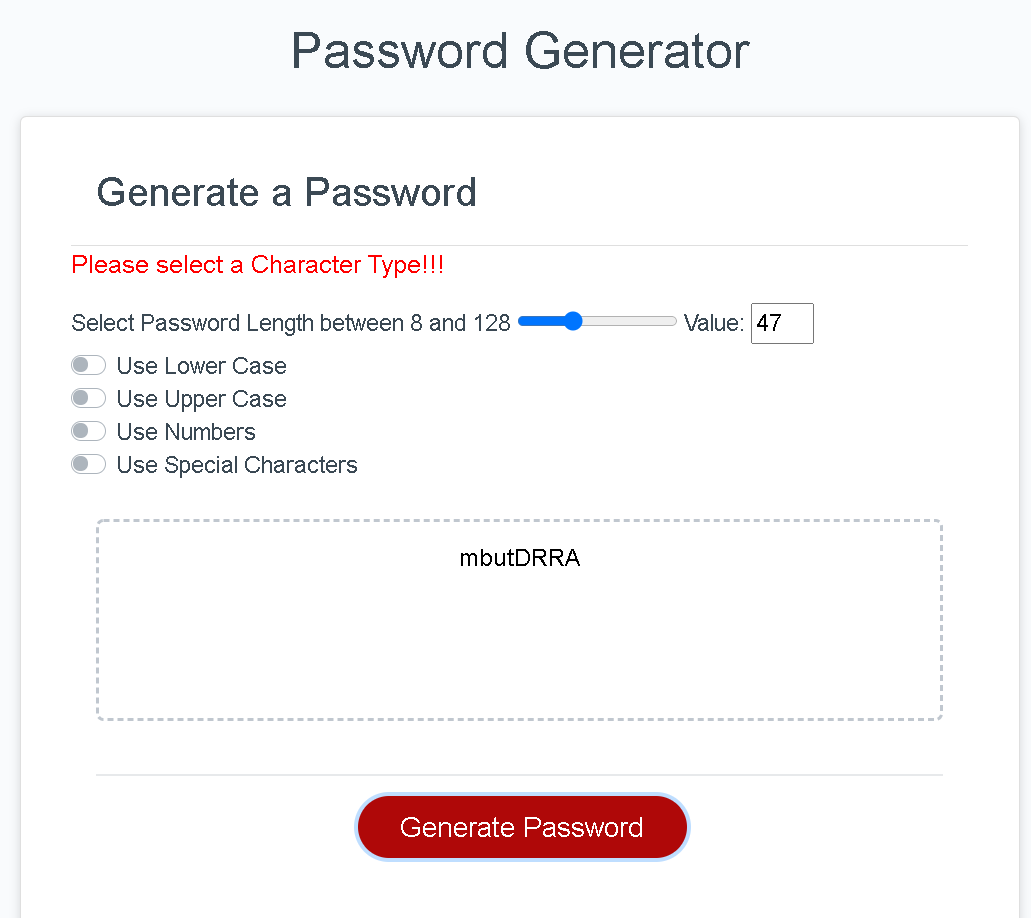 Password Generator
Generate a Password
Please select a Character Type!!!
Select Password Length between 8 and 128 Value: 47
Use Lower Case
Use Upper Case
Use Numbers
Use Special Characters
mbutDRRA
Generate Password